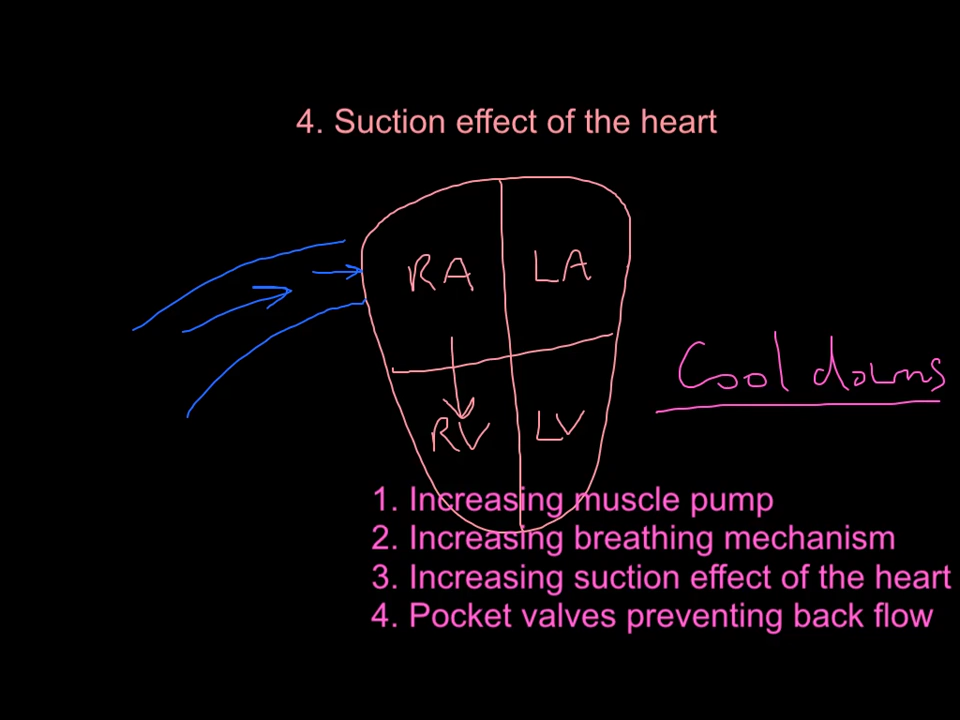 4. Suction effect of the heart
RA LA
Cool downs
RV LV
1. Increasing muscle pump
2. Increasing breathing mechanism
3. Increasing suction effect of the heart
4. Pocket valves preventing back flow